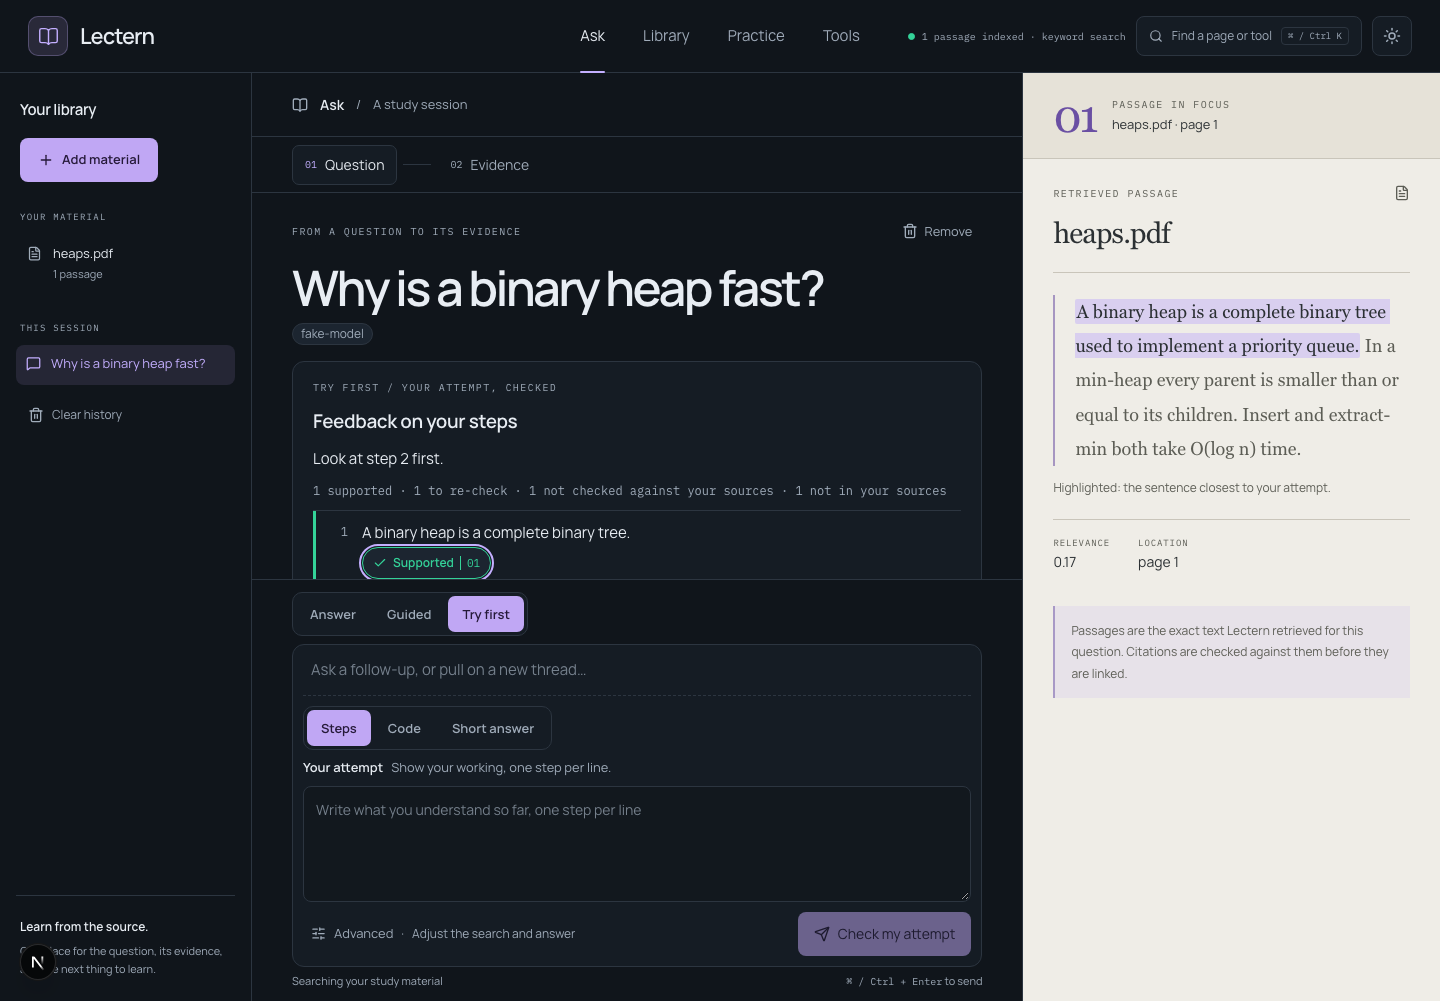 Lectern
Ask
Library
Practice
Tools
1 passage indexed · keyword search
Find a page or tool
⌘ / Ctrl K
Your library
Add material
YOUR MATERIAL
heaps.pdf
1 passage
THIS SESSION
Why is a binary heap fast?
Clear history
Learn from the source.
ace for the question, its evidence,
next thing to learn.
N
Ask / A study session
01 Question
02 Evidence
FROM A QUESTION TO ITS EVIDENCE
Remove
Why is a binary heap fast?
fake-model
TRY FIRST / YOUR ATTEMPT, CHECKED
Feedback on your steps
Look at step 2 first.
1 supported · 1 to re-check · 1 not checked against your sources · 1 not in your sources
1 A binary heap is a complete binary tree.
Supported | 01
Answer
Guided
Try first
Ask a follow-up, or pull on a new thread...
Steps
Code
Short answer
Your attempt Show your working, one step per line.
Write what you understand so far, one step per line
Advanced · Adjust the search and answer
Check my attempt
Searching your study material
⌘ / Ctrl + Enter to send
01
PASSAGE IN FOCUS
heaps.pdf · page 1
RETRIEVED PASSAGE
heaps.pdf
A binary heap is a complete binary tree
used to implement a priority queue. In a
min-heap every parent is smaller than or
equal to its children. Insert and extract-
min both take O(log n) time.
Highlighted: the sentence closest to your attempt.
RELEVANCE
0.17
LOCATION
page 1
Passages are the exact text Lectern retrieved for this
question. Citations are checked against them before they
are linked.